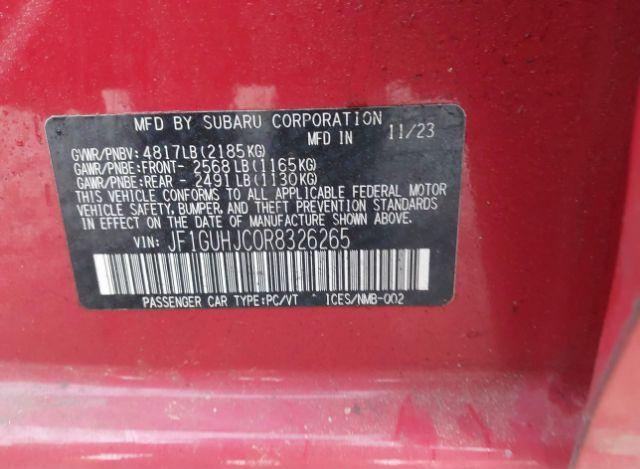 MFD BY SUBARU CORPORATION
MFD IN 11/23
GVWR/PNBV: 4817LB(2185KG)
GAWR/PNBE: FRONT- 2568LB(1165KG)
GAWR/PNBE: REAR - 2491LB(1130KG)
THIS VEHICLE CONFORMS TO ALL APPLICABLE FEDERAL MOTOR
VEHICLE SAFETY, BUMPER, AND THEFT PREVENTION STANDARDS
IN EFFECT ON THE DATE OF MANUFACTURE SHOWN ABOVE.
VIN: JF1GUHJC0R8326265
PASSENGER CAR TYPE:PC/VT * ICES/NMB-002